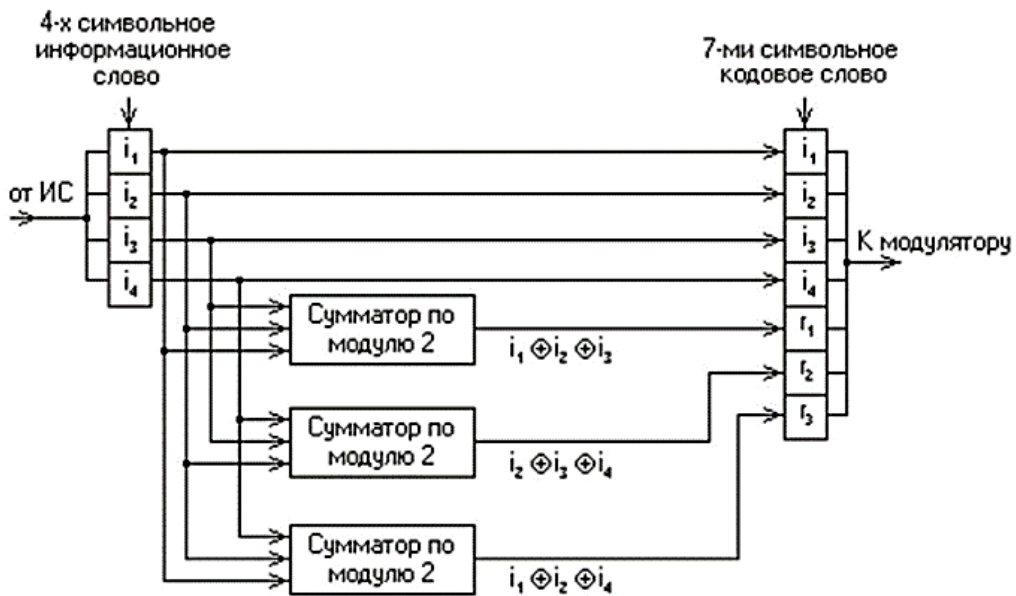 4-х символьное
информационное
слово
7-ми символьное
кодовое слово
от ИС
i₁
i₂
i₃
i₄
i₁
i₂
i₃
i₄
r₁
r₂
r₃
К модулятору
Сумматор по
модулю 2
i₁ ⊕ i₂ ⊕ i₃
Сумматор по
модулю 2
i₂ ⊕ i₃ ⊕ i₄
Сумматор по
модулю 2
i₁ ⊕ i₂ ⊕ i₄